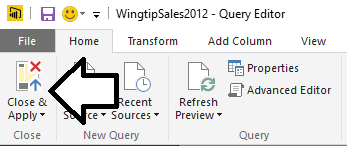 WingtipSales2012 - Query Editor
File Home Transform Add Column View
Close & Apply
Source
Recent Sources
Refresh Preview
Properties
Advanced Editor
Close
New Query
Query